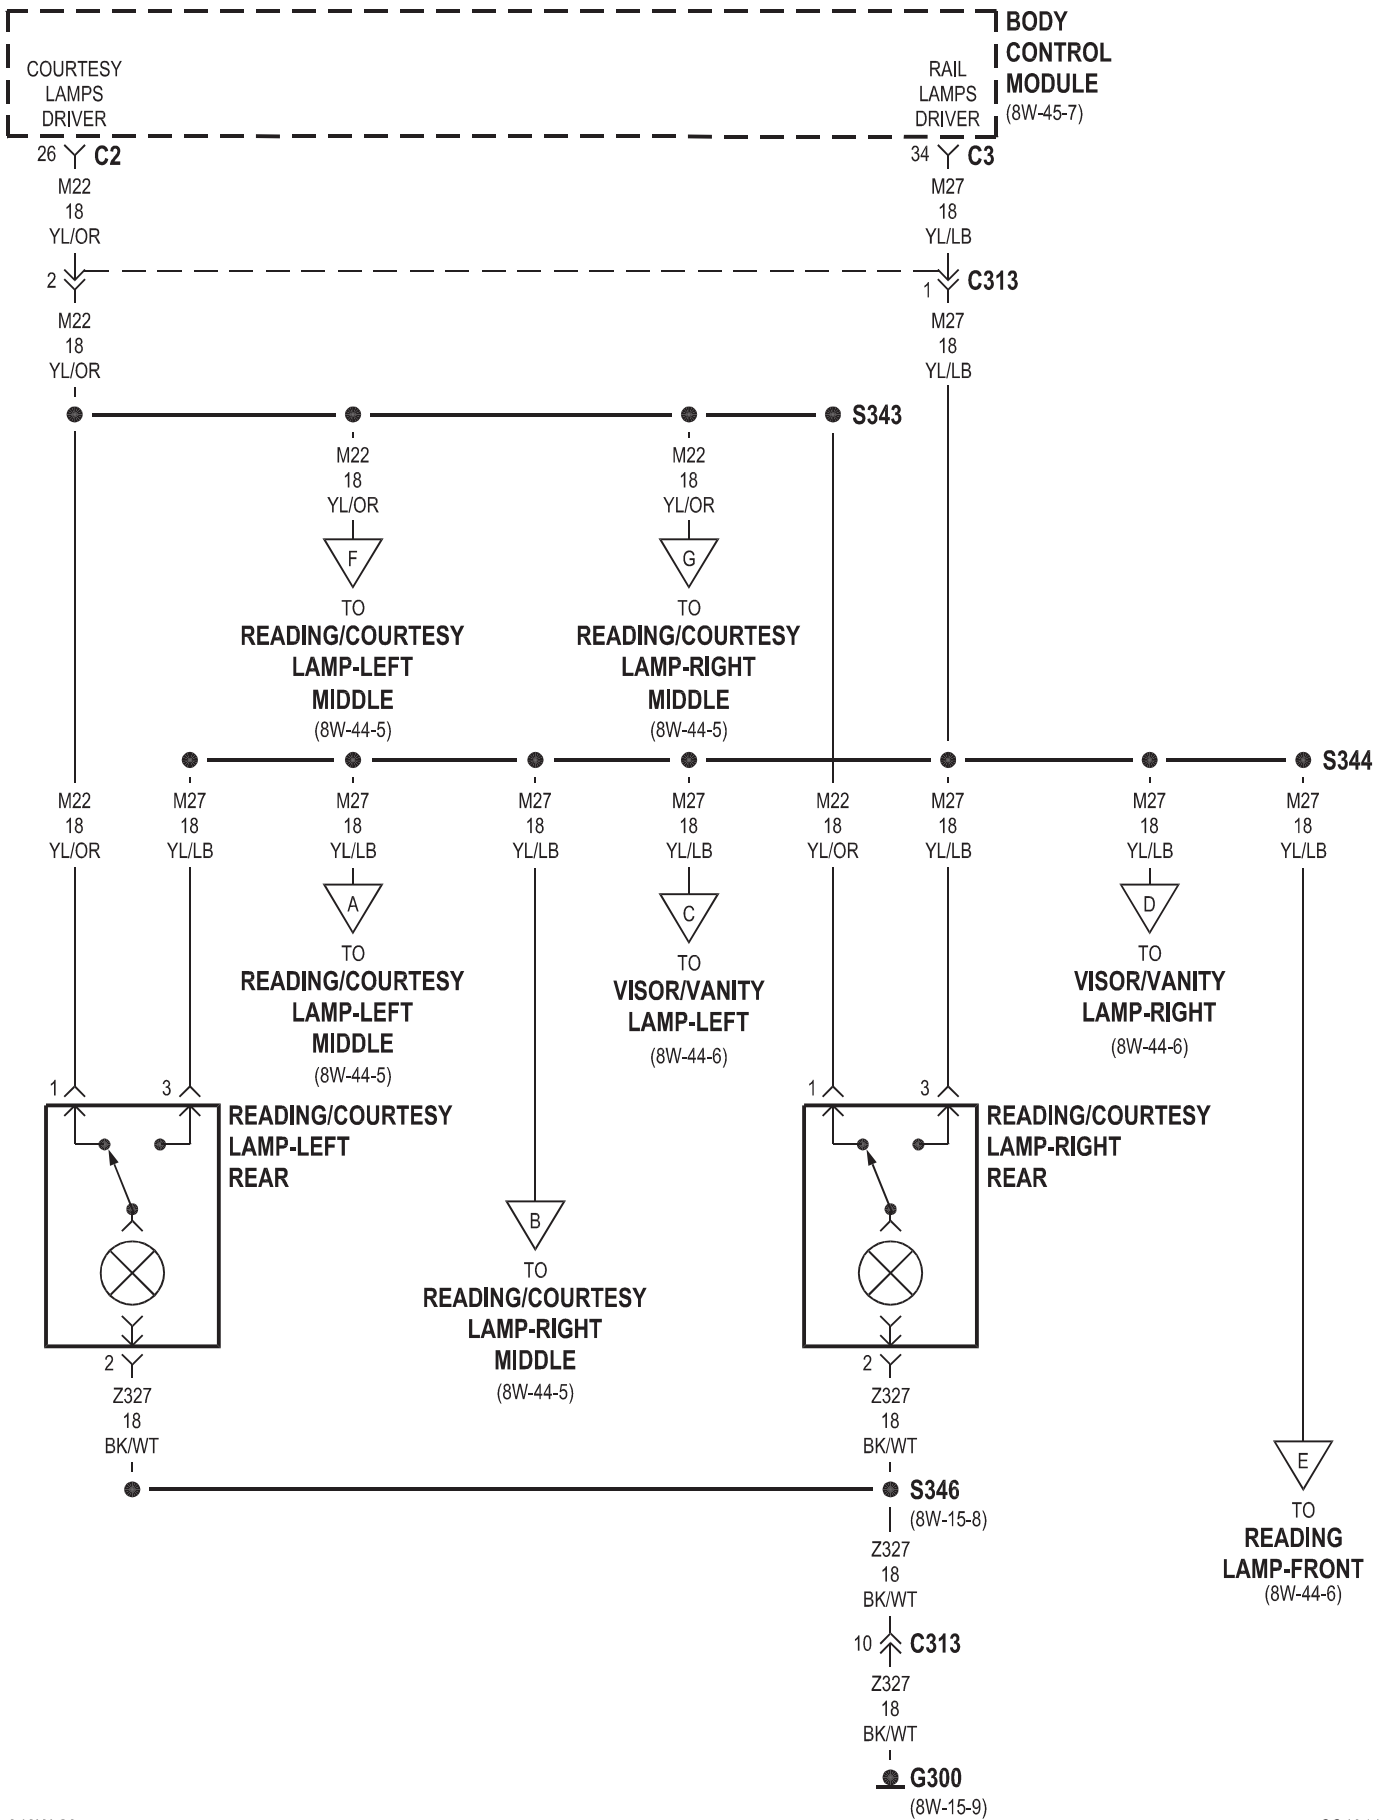 BODY
CONTROL
MODULE
(8W-45-7)
COURTESY
LAMPS
DRIVER
RAIL
LAMPS
DRIVER
26 C2
34 C3
M22
18
YL/OR
M27
18
YL/LB
2
1 C313
M22
18
YL/OR
M27
18
YL/LB
S343
M22
18
YL/OR
M22
18
YL/OR
F
G
TO
READING/COURTESY
LAMP-LEFT
MIDDLE
(8W-44-5)
TO
READING/COURTESY
LAMP-RIGHT
MIDDLE
(8W-44-5)
S344
M22
18
YL/OR
M27
18
YL/LB
M27
18
YL/LB
M27
18
YL/LB
M27
18
YL/LB
M22
18
YL/OR
M27
18
YL/LB
M27
18
YL/LB
M27
18
YL/LB
A
TO
READING/COURTESY
LAMP-LEFT
MIDDLE
(8W-44-5)
C
TO
VISOR/VANITY
LAMP-LEFT
(8W-44-6)
D
TO
VISOR/VANITY
LAMP-RIGHT
(8W-44-6)
1
3
READING/COURTESY
LAMP-LEFT
REAR
1
3
READING/COURTESY
LAMP-RIGHT
REAR
B
TO
READING/COURTESY
LAMP-RIGHT
MIDDLE
(8W-44-5)
2
Z327
18
BK/WT
2
Z327
18
BK/WT
E
TO
READING
LAMP-FRONT
(8W-44-6)
S346
(8W-15-8)
Z327
18
BK/WT
10 C313
Z327
18
BK/WT
G300
(8W-15-9)